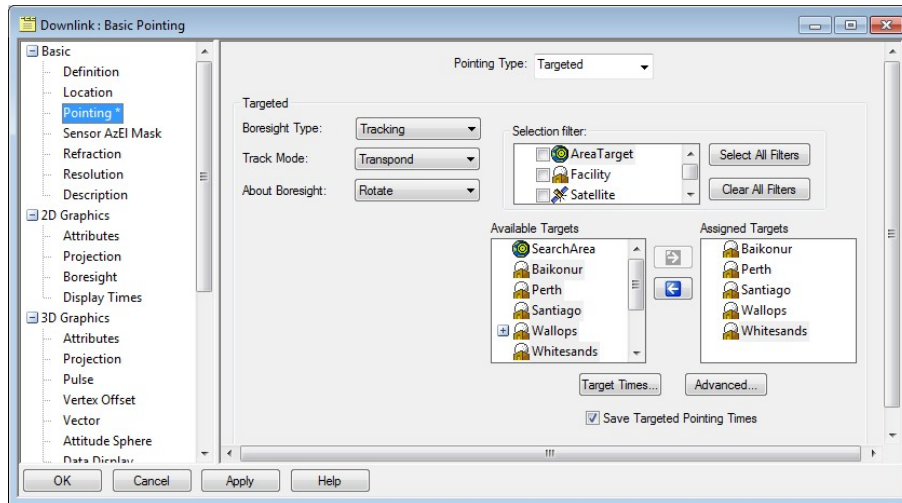 Downlink : Basic Pointing
Basic
Definition
Location
Pointing *
Sensor AzEl Mask
Refraction
Resolution
Description
2D Graphics
Attributes
Projection
Boresight
Display Times
3D Graphics
Attributes
Projection
Pulse
Vertex Offset
Vector
Attitude Sphere
Data Display
Pointing Type: Targeted
Targeted
Boresight Type: Tracking
Track Mode: Transpond
About Boresight: Rotate
Selection filter:
AreaTarget
Facility
Satellite
Select All Filters
Clear All Filters
Available Targets
SearchArea
Baikonur
Perth
Santiago
Wallops
Whitesands
Assigned Targets
Baikonur
Perth
Santiago
Wallops
Whitesands
Target Times...
Advanced...
Save Targeted Pointing Times
OK
Cancel
Apply
Help